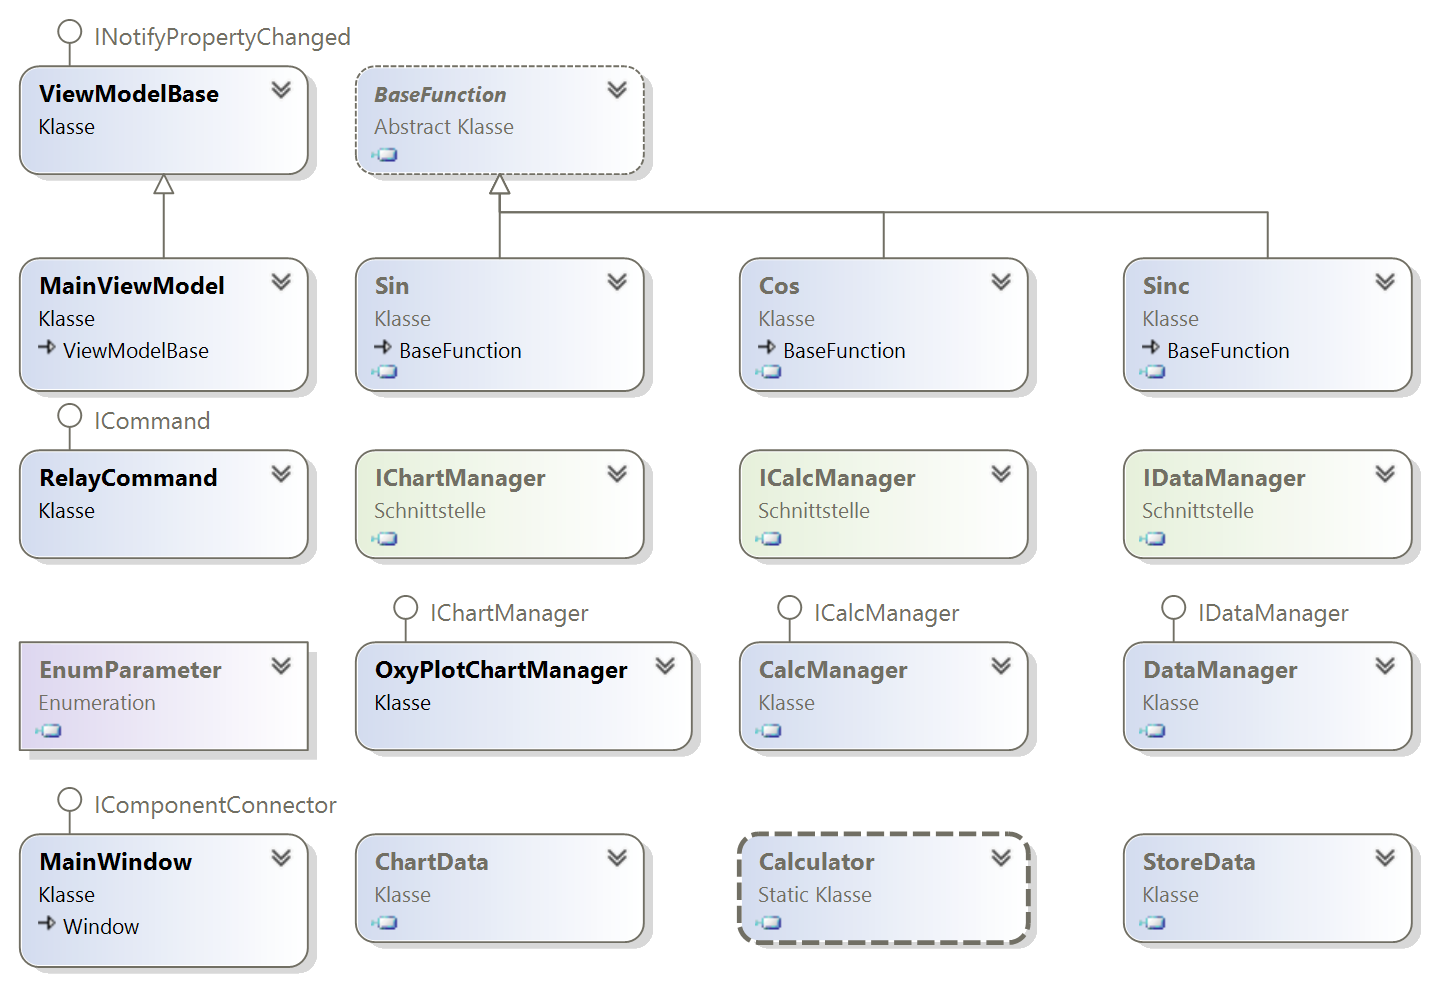 INotifyPropertyChanged
ViewModelBase
Klasse
BaseFunction
Abstract Klasse
MainViewModel
Klasse
ViewModelBase
Sin
Klasse
BaseFunction
Cos
Klasse
BaseFunction
Sinc
Klasse
BaseFunction
ICommand
RelayCommand
Klasse
IChartManager
Schnittstelle
ICalcManager
Schnittstelle
IDataManager
Schnittstelle
EnumParameter
Enumeration
IChartManager
OxyPlotChartManager
Klasse
ICalcManager
CalcManager
Klasse
IDataManager
DataManager
Klasse
IComponentConnector
MainWindow
Klasse
Window
ChartData
Klasse
Calculator
Static Klasse
StoreData
Klasse